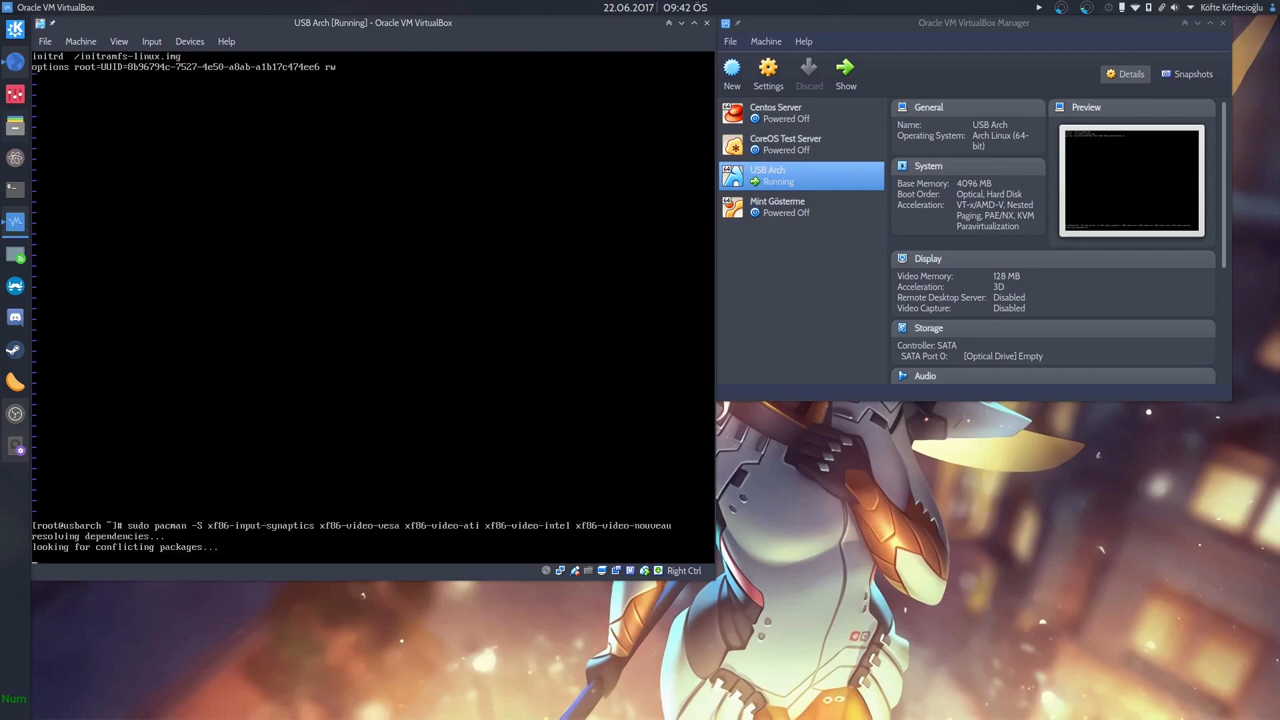 Oracle VM VirtualBox
22.06.2017 09:42 ÖS
Köfte Köftecioğlu
USB Arch [Running] - Oracle VM VirtualBox
File Machine View Input Devices Help
initrd /initramfs-linux.img
options root=UUID=8b96794c-7527-4e50-a8ab-a1b17c474ee6 rw
[root@usbarch ~]# sudo pacman -S xf86-input-synaptics xf86-video-vesa xf86-video-ati xf86-video-intel xf86-video-nouveau
resolving dependencies...
looking for conflicting packages...
Right Ctrl
Oracle VM VirtualBox Manager
File Machine Help
New Settings Discard Show
Details Snapshots
Centos Server
Powered Off
CoreOS Test Server
Powered Off
USB Arch
Running
Mint Gösterme
Powered Off
General
Name: USB Arch
Operating System: Arch Linux (64-
bit)
System
Base Memory: 4096 MB
Boot Order: Optical, Hard Disk
Acceleration: VT-x/AMD-V, Nested
Paging, PAE/NX, KVM
Paravirtualization
Preview
Display
Video Memory: 128 MB
Acceleration: 3D
Remote Desktop Server: Disabled
Video Capture: Disabled
Storage
Controller: SATA
SATA Port 0: [Optical Drive] Empty
Audio
Num